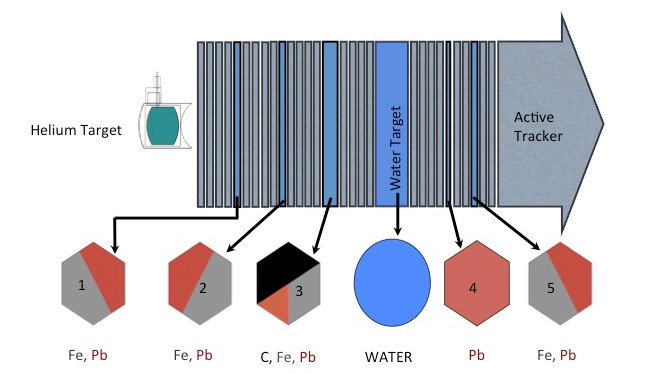 Helium Target
Water Target
Active
Tracker
1
2
3
4
5
Fe, Pb
Fe, Pb
C, Fe, Pb
WATER
Pb
Fe, Pb